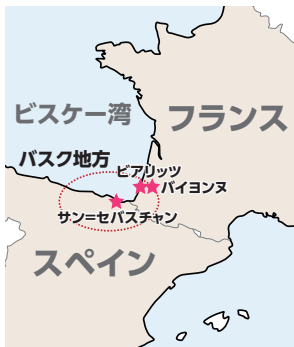 ビスケー湾
フランス
バスク地方
ビアリッツ
バイヨンヌ
サン=セバスチャン
スペイン